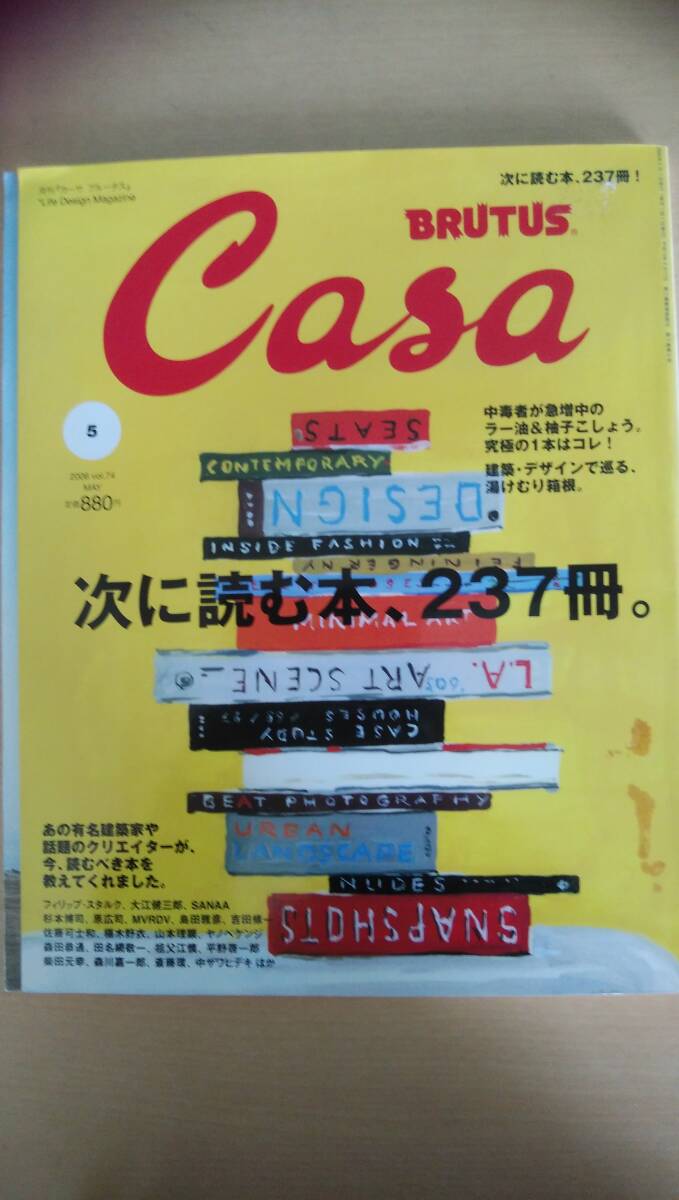 月刊『カーサ ブルータス』
"Life Design Magazine
次に読む本、237冊！
BRUTUS®
Casa
5
2006 vol.74
MAY
定価880円
中毒者が急増中の
ラー油＆柚子こしょう。
究極の1本はコレ！
建築・デザインで巡る、
湯けむり箱根。
SEATS
CONTEMPORARY
DESIGN
INSIDE FASHION
FEININGER NY
次に読む本、237冊。
MINIMAL ART
L.A. ART SCENE
CASE STUDY
HOUSES
BEAT PHOTOGRAPHY
URBAN
LANDSCAPE
NUDES
SNAPSHOTS
あの有名建築家や
話題のクリエイターが、
今、読むべき本を
教えてくれました。
フィリップ・スタルク、大江健三郎、SANAA
杉本博司、原広司、MVRDV、島田雅彦、吉田修一
佐藤可士和、椹木野衣、山本理顕、ヤノベケンジ
森田恭通、田名網敬一、祖父江慎、平野啓一郎
柴田元幸、森川嘉一郎、斎藤環、中ザワヒデキ ほか